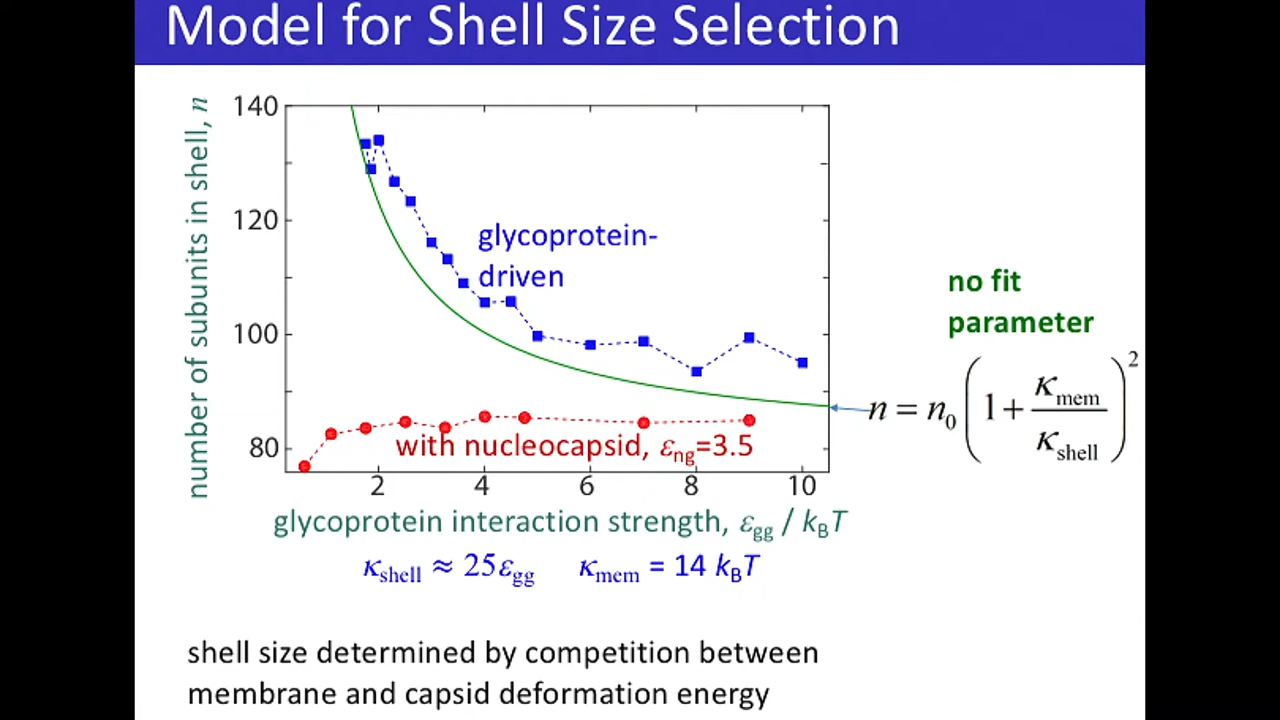 Model for Shell Size Selection
number of subunits in shell, n
140
120
100
80
glycoprotein-
driven
with nucleocapsid, εng=3.5
2 4 6 8 10
glycoprotein interaction strength, εgg / kBT
κshell ≈ 25εgg κmem = 14 kBT
no fit
parameter
n = n0 (1 + κmem / κshell)²
shell size determined by competition between
membrane and capsid deformation energy